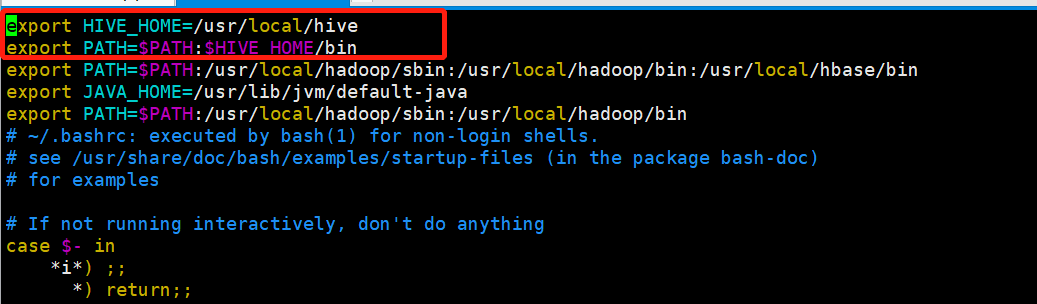 export HIVE_HOME=/usr/local/hive
export PATH=$PATH:$HIVE_HOME/bin
export PATH=$PATH:/usr/local/hadoop/sbin:/usr/local/hadoop/bin:/usr/local/hbase/bin
export JAVA_HOME=/usr/lib/jvm/default-java
export PATH=$PATH:/usr/local/hadoop/sbin:/usr/local/hadoop/bin
# ~/.bashrc: executed by bash(1) for non-login shells.
# see /usr/share/doc/bash/examples/startup-files (in the package bash-doc)
# for examples
# If not running interactively, don't do anything
case $- in
    *i*) ;;
      *) return;;